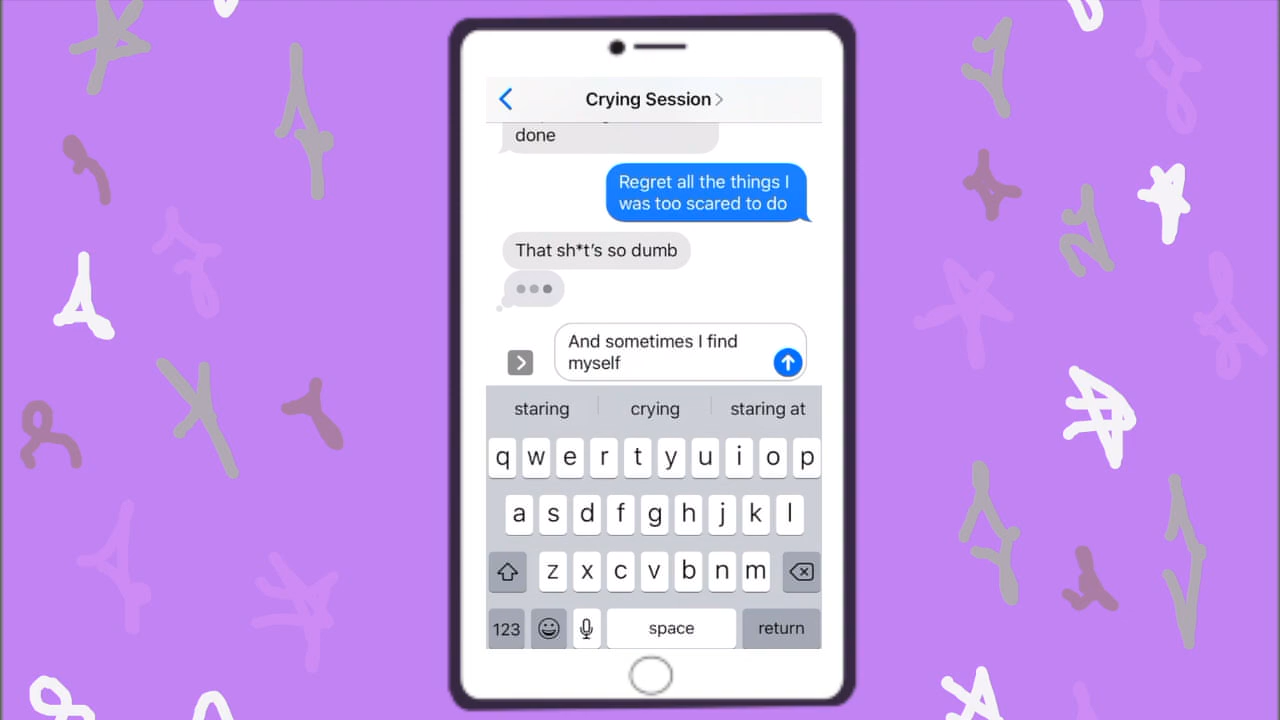 Crying Session
done
Regret all the things I
was too scared to do
That sh*t's so dumb
And sometimes I find
myself
staring crying staring at
q w e r t y u i o p
a s d f g h j k l
z x c v b n m
123 space return